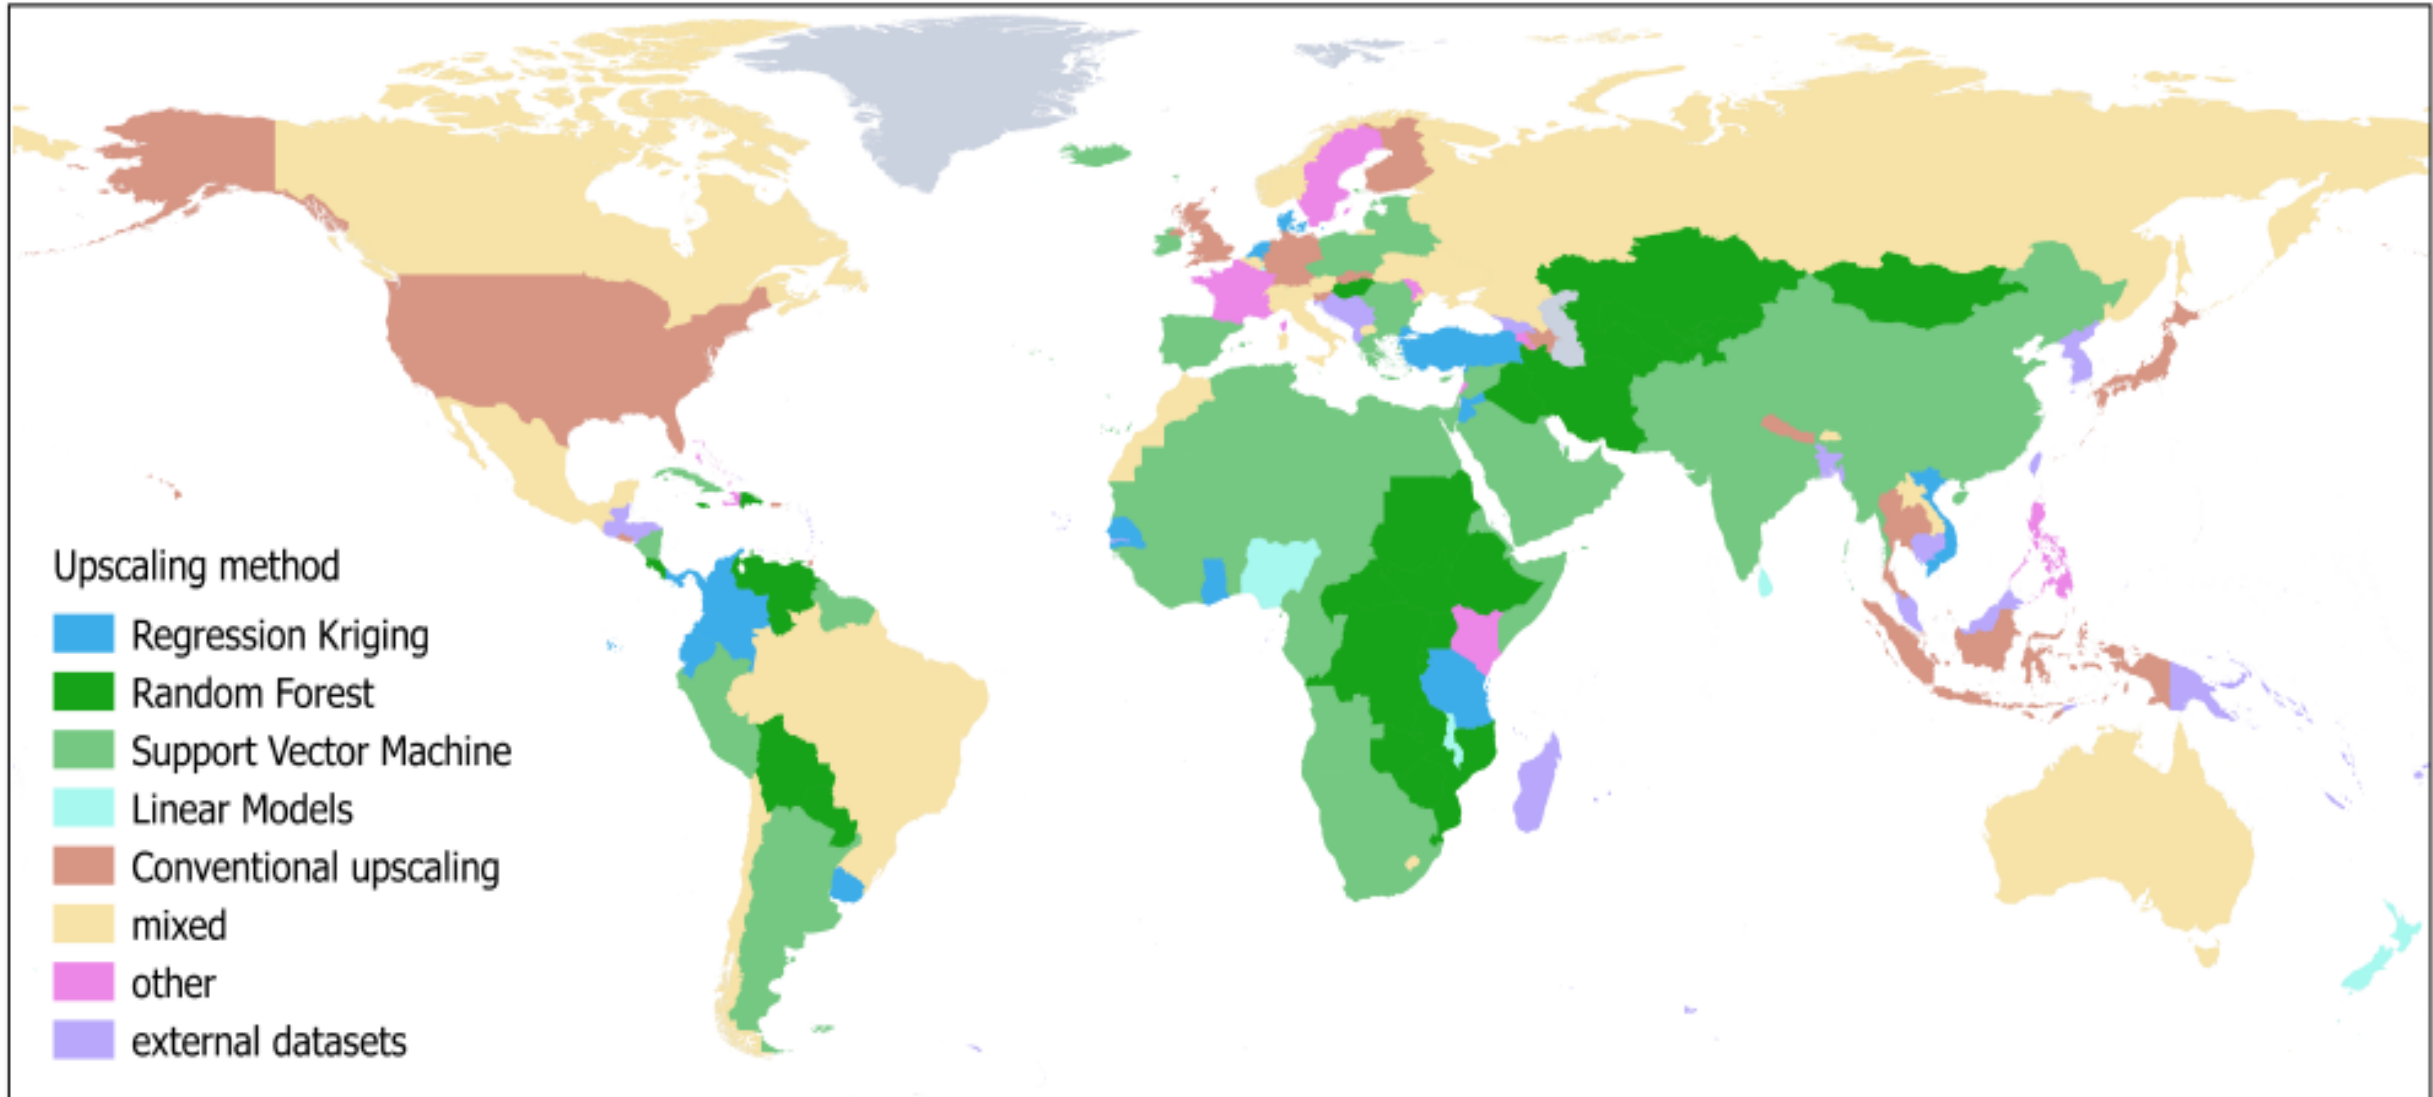 Upscaling method
Regression Kriging
Random Forest
Support Vector Machine
Linear Models
Conventional upscaling
mixed
other
external datasets